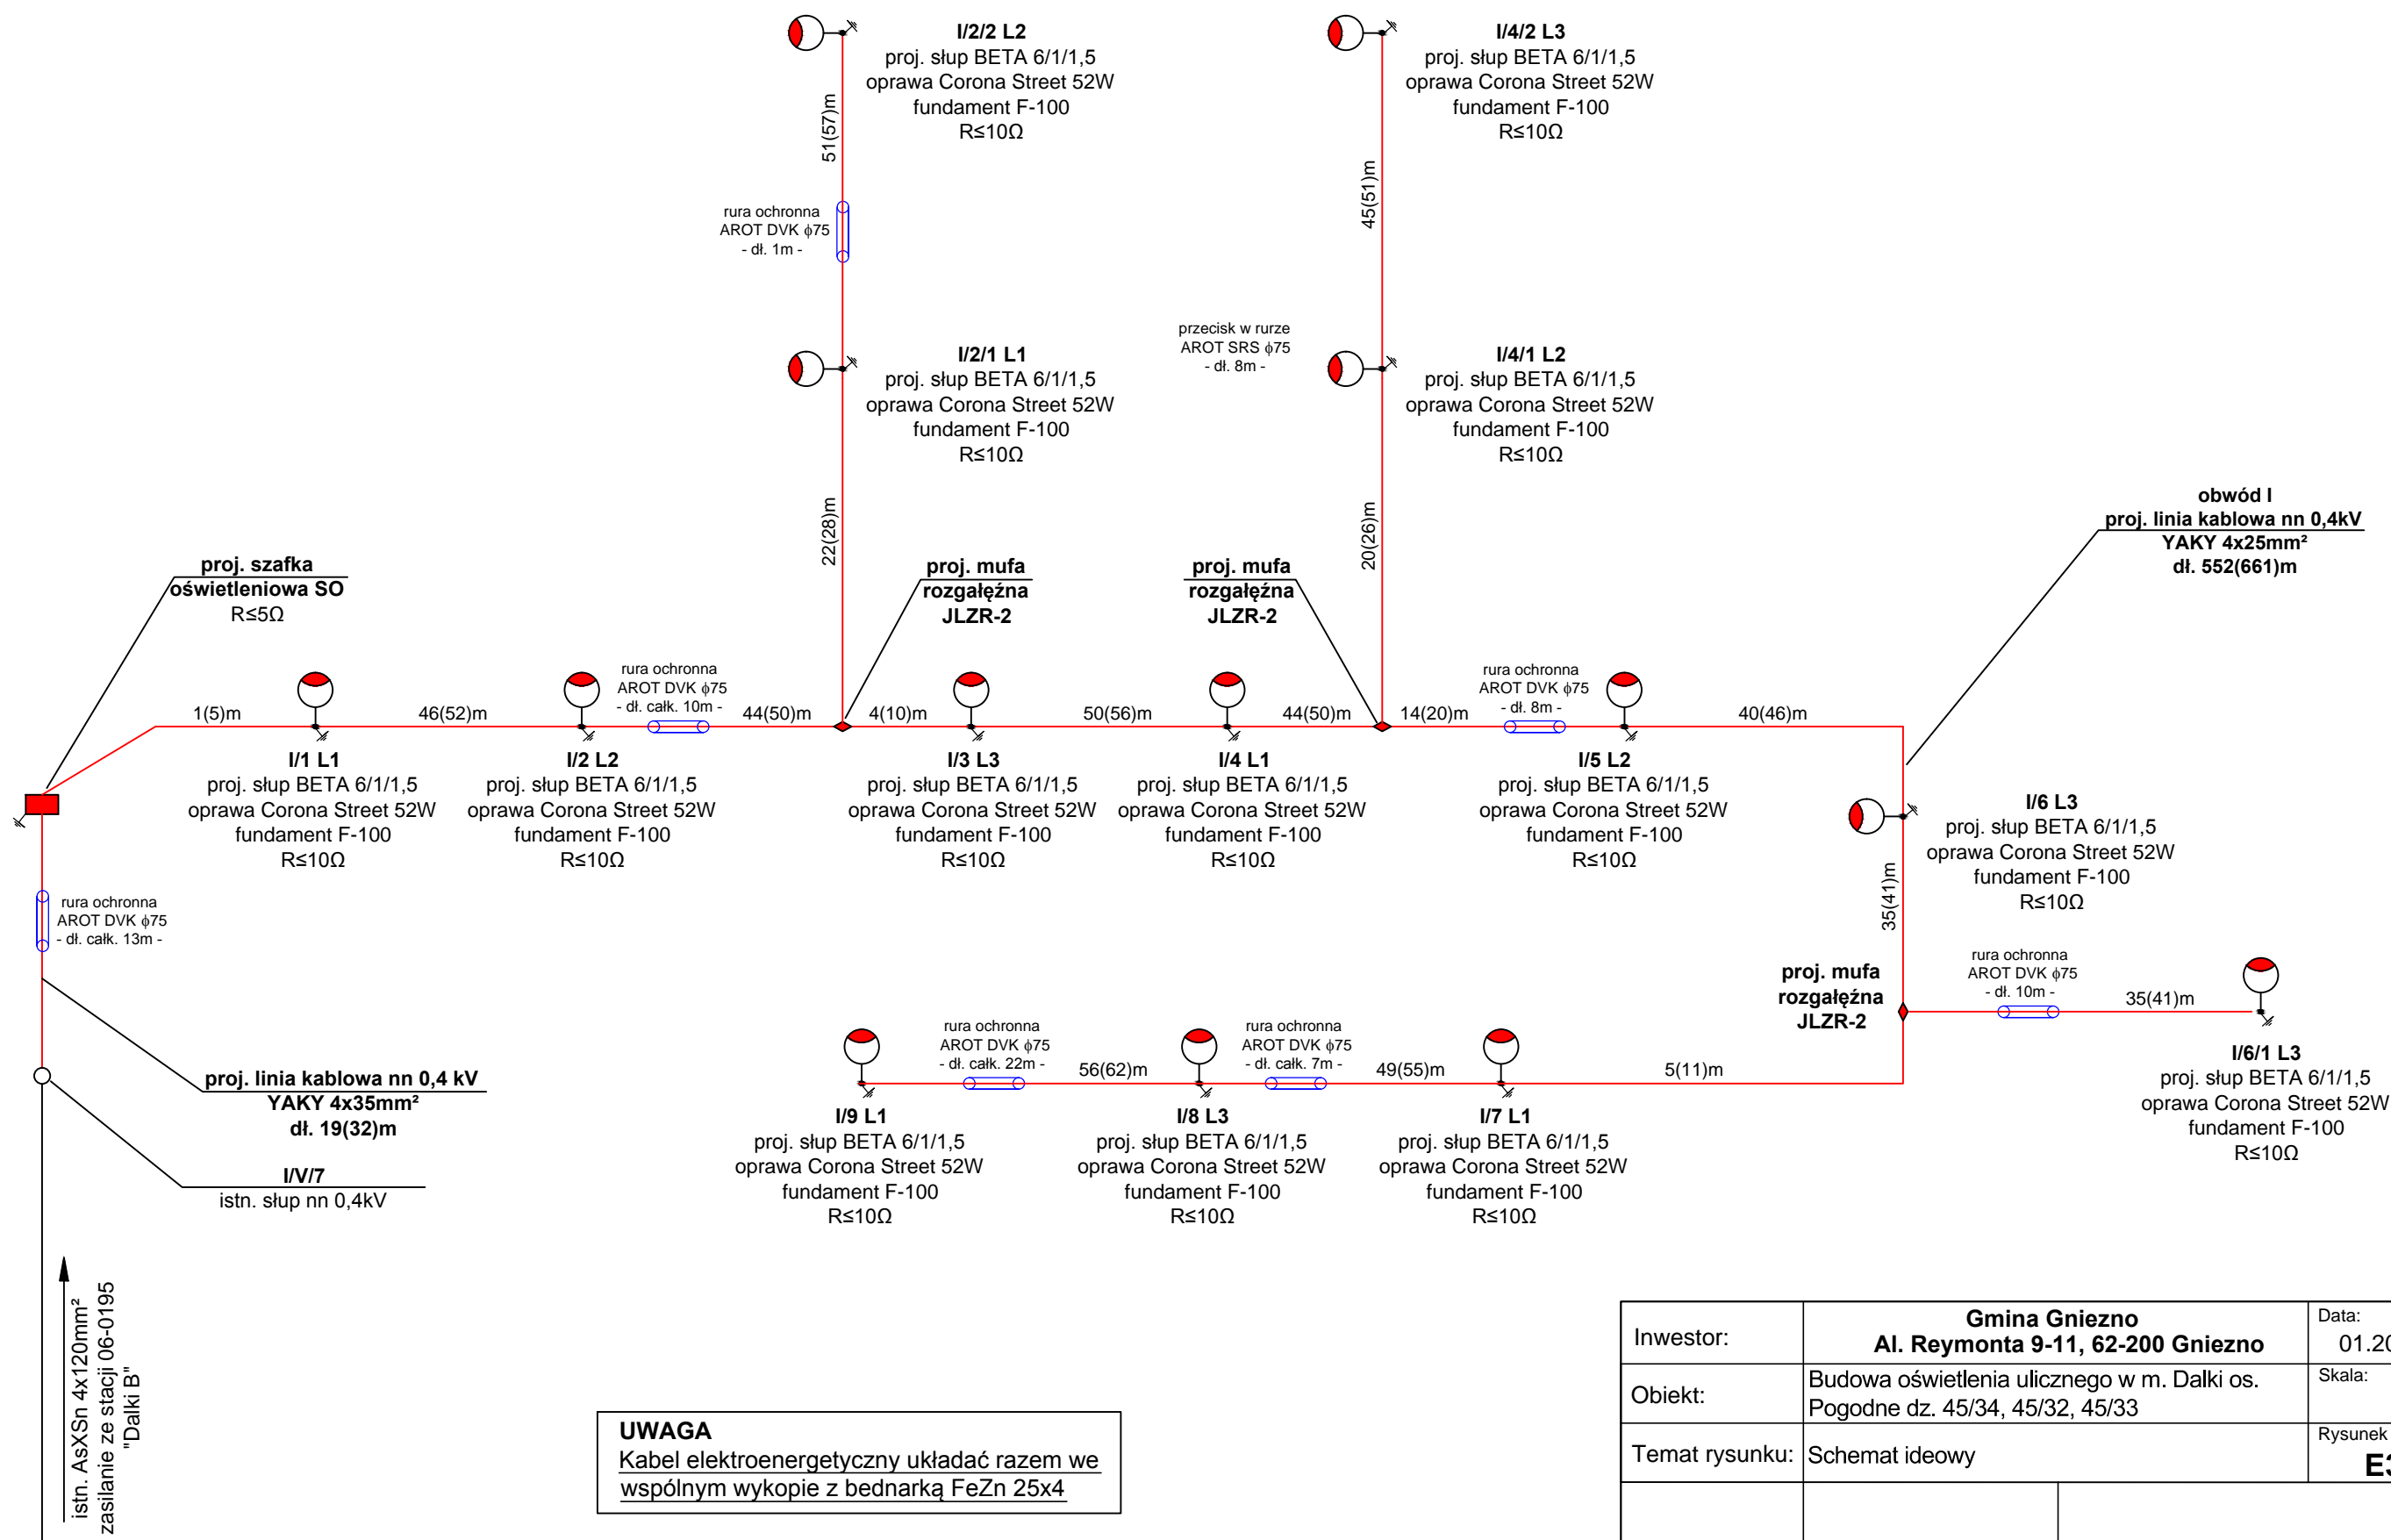 I/2/2 L2
proj. słup BETA 6/1/1,5
oprawa Corona Street 52W
fundament F-100
R≤10Ω
51(57)m
rura ochronna
AROT DVK ϕ75
- dł. 1m -
I/4/2 L3
proj. słup BETA 6/1/1,5
oprawa Corona Street 52W
fundament F-100
R≤10Ω
45(51)m
I/2/1 L1
proj. słup BETA 6/1/1,5
oprawa Corona Street 52W
fundament F-100
R≤10Ω
22(28)m
przecisk w rurze
AROT SRS ϕ75
- dł. 8m -
I/4/1 L2
proj. słup BETA 6/1/1,5
oprawa Corona Street 52W
fundament F-100
R≤10Ω
20(26)m
obwód I
proj. linia kablowa nn 0,4kV
YAKY 4x25mm²
dł. 552(661)m
proj. szafka
oświetleniowa SO
R≤5Ω
proj. mufa
rozgałęźna
JLZR-2
proj. mufa
rozgałęźna
JLZR-2
1(5)m
46(52)m
rura ochronna
AROT DVK ϕ75
- dł. całk. 10m -
44(50)m
4(10)m
50(56)m
44(50)m
14(20)m
rura ochronna
AROT DVK ϕ75
- dł. 8m -
40(46)m
I/1 L1
proj. słup BETA 6/1/1,5
oprawa Corona Street 52W
fundament F-100
R≤10Ω
I/2 L2
proj. słup BETA 6/1/1,5
oprawa Corona Street 52W
fundament F-100
R≤10Ω
I/3 L3
proj. słup BETA 6/1/1,5
oprawa Corona Street 52W
fundament F-100
R≤10Ω
I/4 L1
proj. słup BETA 6/1/1,5
oprawa Corona Street 52W
fundament F-100
R≤10Ω
I/5 L2
proj. słup BETA 6/1/1,5
oprawa Corona Street 52W
fundament F-100
R≤10Ω
I/6 L3
proj. słup BETA 6/1/1,5
oprawa Corona Street 52W
fundament F-100
R≤10Ω
35(41)m
rura ochronna
AROT DVK ϕ75
- dł. całk. 13m -
proj. mufa
rozgałęźna
JLZR-2
rura ochronna
AROT DVK ϕ75
- dł. 10m -
35(41)m
I/6/1 L3
proj. słup BETA 6/1/1,5
oprawa Corona Street 52W
fundament F-100
R≤10Ω
rura ochronna
AROT DVK ϕ75
- dł. całk. 22m -
56(62)m
rura ochronna
AROT DVK ϕ75
- dł. całk. 7m -
49(55)m
5(11)m
I/9 L1
proj. słup BETA 6/1/1,5
oprawa Corona Street 52W
fundament F-100
R≤10Ω
I/8 L3
proj. słup BETA 6/1/1,5
oprawa Corona Street 52W
fundament F-100
R≤10Ω
I/7 L1
proj. słup BETA 6/1/1,5
oprawa Corona Street 52W
fundament F-100
R≤10Ω
proj. linia kablowa nn 0,4 kV
YAKY 4x35mm²
dł. 19(32)m
I/V/7
istn. słup nn 0,4kV
istn. AsXSn 4x120mm²
zasilanie ze stacji 06-0195
"Dalki B"
UWAGA
Kabel elektroenergetyczny układać razem we
wspólnym wykopie z bednarką FeZn 25x4
Inwestor:
Gmina Gniezno
Al. Reymonta 9-11, 62-200 Gniezno
Data:
01.20
Obiekt:
Budowa oświetlenia ulicznego w m. Dalki os.
Pogodne dz. 45/34, 45/32, 45/33
Skala:
Temat rysunku:
Schemat ideowy
Rysunek
E3